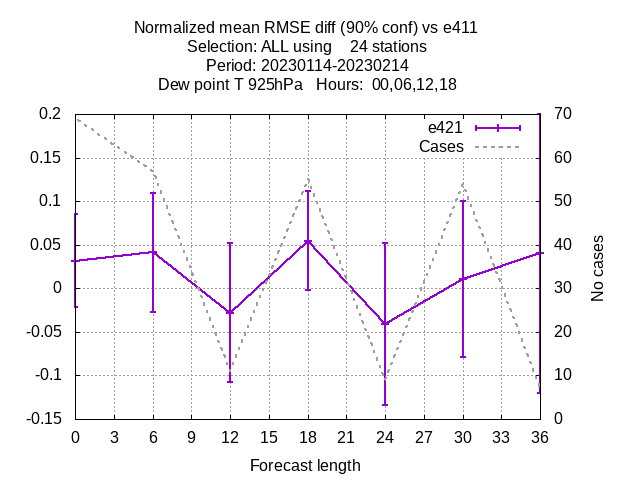 Normalized mean RMSE diff (90% conf) vs e411
Selection: ALL using    24 stations
Period: 20230114-20230214
Dew point T 925hPa   Hours:  00,06,12,18
0.2
0.15
0.1
0.05
0
-0.05
-0.1
-0.15
70
60
50
40
30
20
10
0
e421
Cases
No cases
0 3 6 9 12 15 18 21 24 27 30 33 36
Forecast length